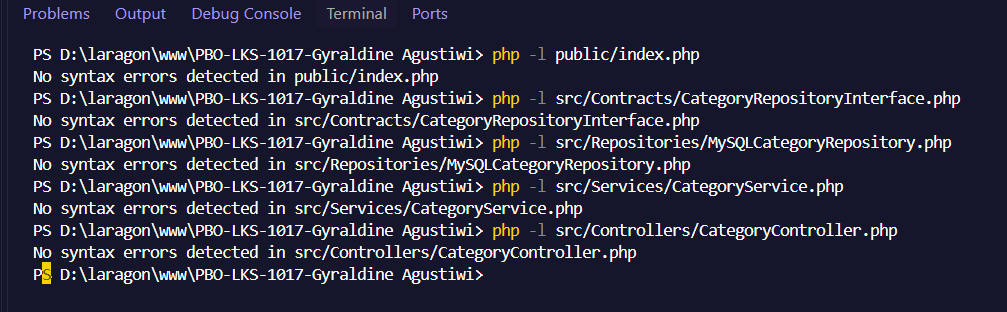 Problems Output Debug Console Terminal Ports
PS D:\laragon\www\PBO-LKS-1017-Gyraldine Agustiwi> php -l public/index.php
No syntax errors detected in public/index.php
PS D:\laragon\www\PBO-LKS-1017-Gyraldine Agustiwi> php -l src/Contracts/CategoryRepositoryInterface.php
No syntax errors detected in src/Contracts/CategoryRepositoryInterface.php
PS D:\laragon\www\PBO-LKS-1017-Gyraldine Agustiwi> php -l src/Repositories/MySQLCategoryRepository.php
No syntax errors detected in src/Repositories/MySQLCategoryRepository.php
PS D:\laragon\www\PBO-LKS-1017-Gyraldine Agustiwi> php -l src/Services/CategoryService.php
No syntax errors detected in src/Services/CategoryService.php
PS D:\laragon\www\PBO-LKS-1017-Gyraldine Agustiwi> php -l src/Controllers/CategoryController.php
No syntax errors detected in src/Controllers/CategoryController.php
PS D:\laragon\www\PBO-LKS-1017-Gyraldine Agustiwi>